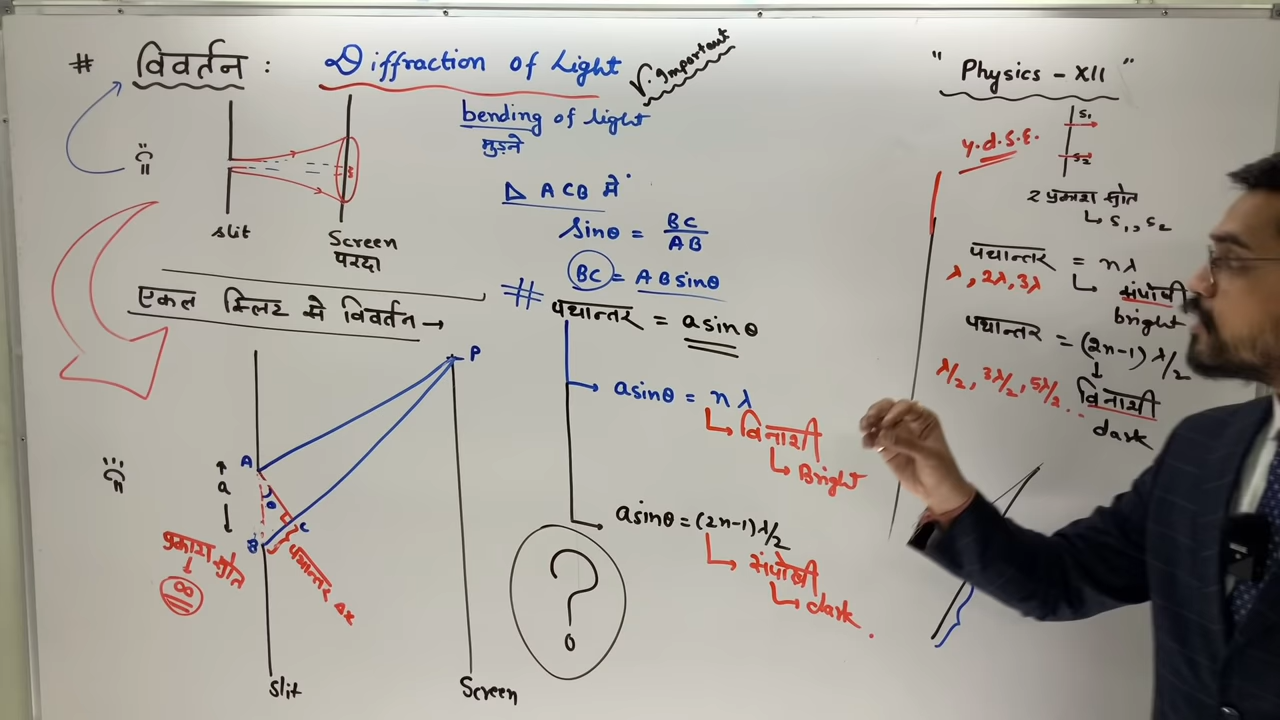 # विवर्तन : Diffraction of Light V. Important
bending of light
मुड़ने
slit
Screen
परदा
△ ACB में
Sinθ = BC/AB
BC = AB sinθ
# पथान्तर = a sinθ
a sinθ = nλ
विनाशी
Bright
a sinθ = (2n-1) λ/2
संपोषी
dark.
?
एकल स्लिट से विवर्तन →
P
A
a
θ
C
B
प्रकाश स्रोत
∞
पथान्तर Δx
Slit
Screen
" Physics - XII "
Y.d.S.E.
S₁
S₂
2 प्रकाश स्रोत
S₁, S₂
पथान्तर = nλ
λ, 2λ, 3λ
संपोषी
bright
पथान्तर = (2n-1) λ/2
λ/2, 3λ/2, 5λ/2...
विनाशी
dark